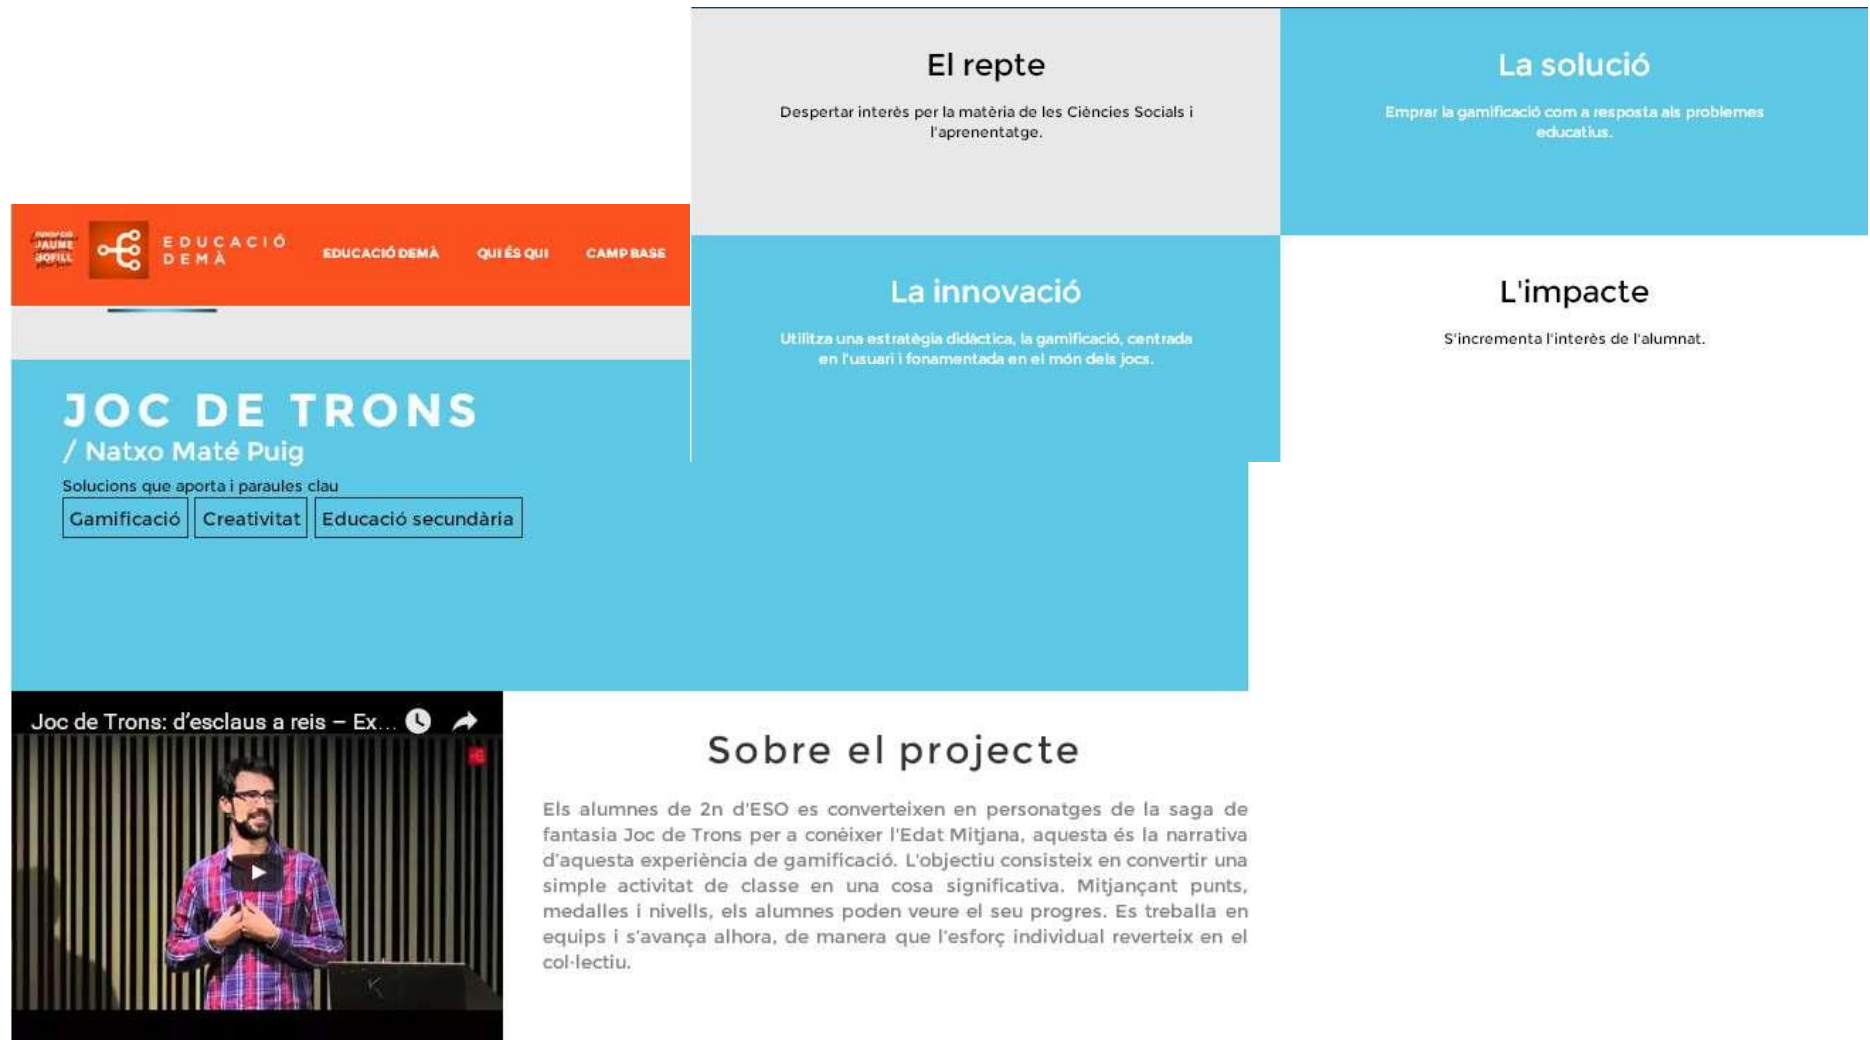 El repte
Despertar interès per la matèria de les Ciències Socials i
l'aprenentatge.
La solució
Emprar la gamificació com a resposta als problemes
educatius.
La innovació
Utilitza una estratègia didàctica, la gamificació, centrada
en l'usuari i fonamentada en el món dels jocs.
L'impacte
S'incrementa l'interès de l'alumnat.
FUNDACIÓ
JAUME
BOFILL
EDUCACIÓ
DEMÀ
EDUCACIÓ DEMÀ
QUI ÉS QUI
CAMP BASE
JOC DE TRONS
/ Natxo Maté Puig
Solucions que aporta i paraules clau
Gamificació
Creativitat
Educació secundària
Joc de Trons: d'esclaus a reis – Ex...
Sobre el projecte
Els alumnes de 2n d'ESO es converteixen en personatges de la saga de
fantasia Joc de Trons per a conèixer l'Edat Mitjana, aquesta és la narrativa
d'aquesta experiència de gamificació. L'objectiu consisteix en convertir una
simple activitat de classe en una cosa significativa. Mitjançant punts,
medalles i nivells, els alumnes poden veure el seu progres. Es treballa en
equips i s'avança alhora, de manera que l'esforç individual reverteix en el
col·lectiu.